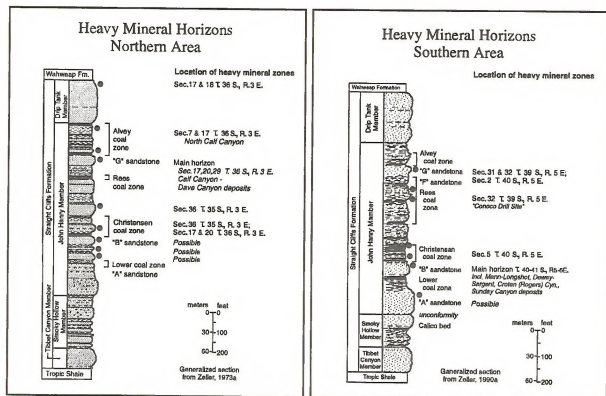 Heavy Mineral Horizons
Northern Area
Wahweap Fm.
Location of heavy mineral zones
Drip Tank
Member
Sec.17 & 18 T. 36 S., R. 3 E.
Straight Cliffs Formation
John Henry Member
Alvey
coal
zone
Sec.7 & 17 T. 36 S., R. 3 E.
North Calf Canyon
"G" sandstone
Main horizon
Sec.17,20,29 T. 36 S., R. 3 E.
Calf Canyon -
Dave Canyon deposits
Rees
coal zone
Sec.36 T. 35 S., R. 3 E.
Christensen
coal zone
Sec.36 T. 35 S., R. 3 E;
Sec.17 & 20 T. 36 S., R. 3 E.
"B" sandstone
Possible
Possible
Possible
Lower coal zone
"A" sandstone
Smoky Hollow
Member
Tibbet Canyon Member
Tropic Shale
meters feet
0 0
30 100
60 200
Generalized section
from Zeller, 1973a
Heavy Mineral Horizons
Southern Area
Wahweap Formation
Location of heavy mineral zones
Drip Tank
Member
Straight Cliffs Formation
John Henry Member
Alvey
coal zone
"G" sandstone
Sec.31 & 32 T. 39 S., R. 5 E;
"F" sandstone
Sec.2 T. 40 S., R. 5 E.
Rees
coal
zone
Sec.32 T. 39 S., R. 5 E.
"Conoco Drill Site"
Christensen
coal zone
Sec.5 T. 40 S., R. 5 E.
"B" sandstone
Main horizon T. 40-41 S., R5-6E.
Incl. Mann-Longshot, Dewey-
Sargent, Croton (Rogers) Cyn.,
Sunday Canyon deposits
Lower
coal zone
"A" sandstone
Possible
unconformity
Calico bed
Smoky
Hollow
Member
Tibbet
Canyon
Member
Tropic Shale
meters feet
0 0
30 100
60 200
Generalized section
from Zeller, 1990a